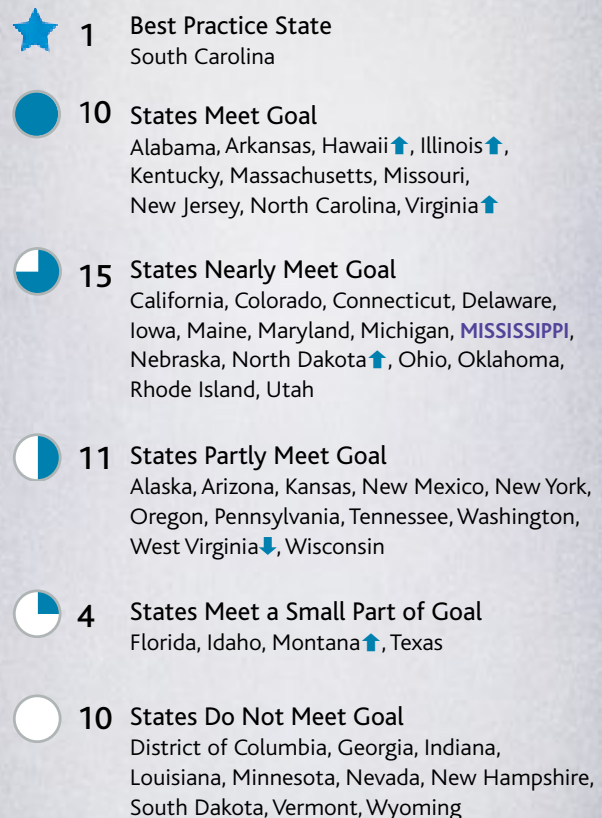 1 Best Practice State
South Carolina
10 States Meet Goal
Alabama, Arkansas, Hawaii⬆, Illinois⬆,
Kentucky, Massachusetts, Missouri,
New Jersey, North Carolina, Virginia⬆
15 States Nearly Meet Goal
California, Colorado, Connecticut, Delaware,
Iowa, Maine, Maryland, Michigan, MISSISSIPPI,
Nebraska, North Dakota⬆, Ohio, Oklahoma,
Rhode Island, Utah
11 States Partly Meet Goal
Alaska, Arizona, Kansas, New Mexico, New York,
Oregon, Pennsylvania, Tennessee, Washington,
West Virginia⬇, Wisconsin
4 States Meet a Small Part of Goal
Florida, Idaho, Montana⬆, Texas
10 States Do Not Meet Goal
District of Columbia, Georgia, Indiana,
Louisiana, Minnesota, Nevada, New Hampshire,
South Dakota, Vermont, Wyoming